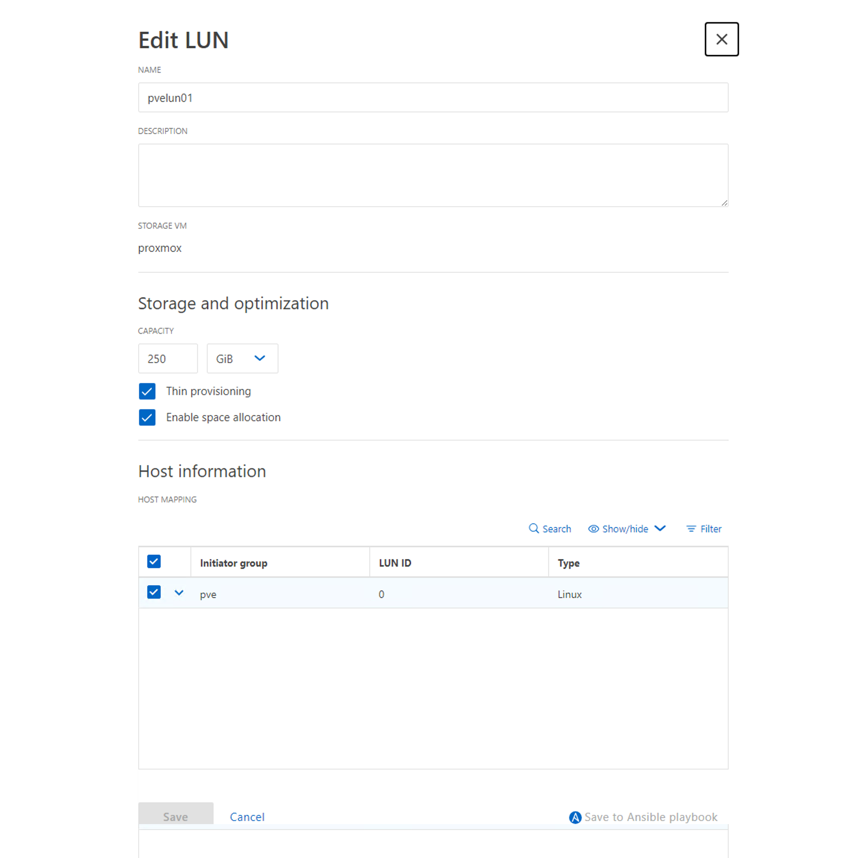 Edit LUN
NAME
pvelun01
DESCRIPTION
STORAGE VM
proxmox
Storage and optimization
CAPACITY
250 GiB
Thin provisioning
Enable space allocation
Host information
HOST MAPPING
Search Show/hide Filter
Initiator group LUN ID Type
pve 0 Linux
Save Cancel A Save to Ansible playbook